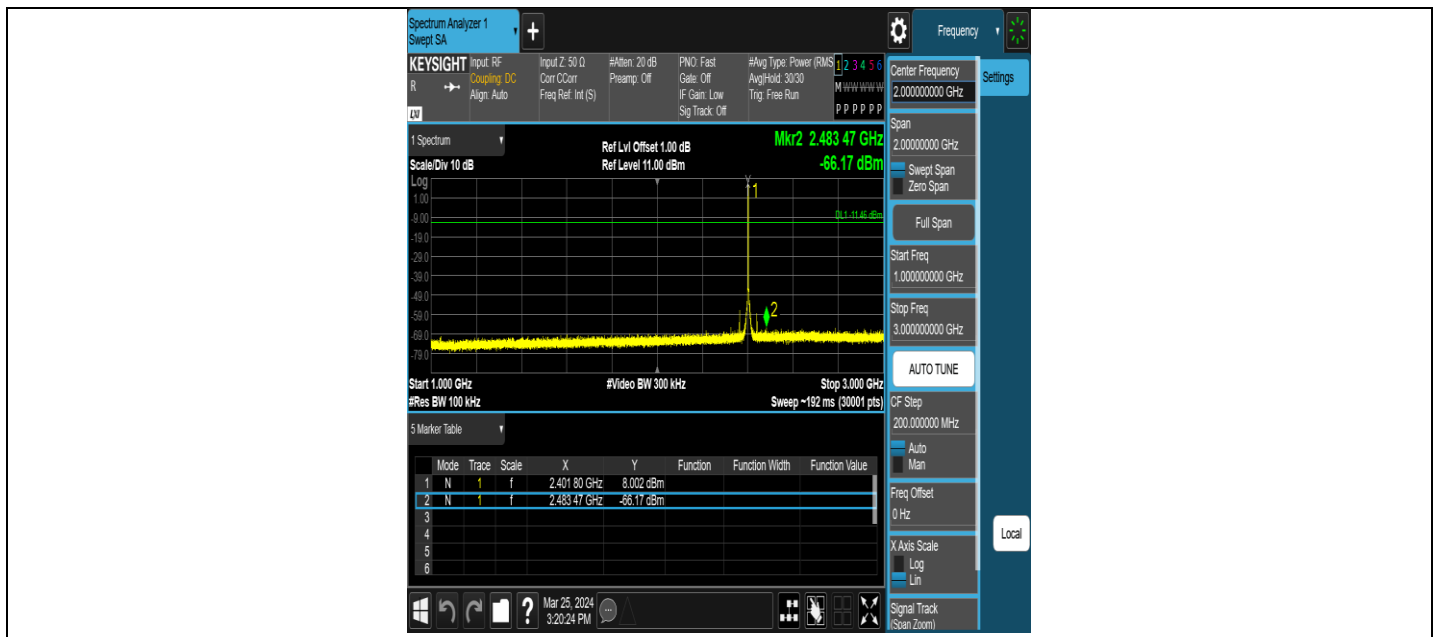 Spectrum Analyzer 1
Swept SA
+
Frequency
KEYSIGHT
R
LXI
Input: RF
Coupling: DC
Align: Auto
Input Z: 50 Ω
Corr CCorr
Freq Ref: Int (S)
#Atten: 20 dB
Preamp: Off
PNO: Fast
Gate: Off
IF Gain: Low
Sig Track: Off
#Avg Type: Power (RMS
Avg|Hold: 30/30
Trig: Free Run
1 2 3 4 5 6
M W W W W W
P P P P P P
1 Spectrum
Scale/Div 10 dB
Ref Lvl Offset 1.00 dB
Ref Level 11.00 dBm
Mkr2 2.483 47 GHz
-66.17 dBm
Log
1.00
-9.00
-19.0
-29.0
-39.0
-49.0
-59.0
-69.0
-79.0
1
DL1 -11.46 dBm
2
Start 1.000 GHz
#Res BW 100 kHz
#Video BW 300 kHz
Stop 3.000 GHz
Sweep ~192 ms (30001 pts)
5 Marker Table
Mode Trace Scale X Y Function Function Width Function Value
1 N 1 f 2.401 80 GHz 8.002 dBm
2 N 1 f 2.483 47 GHz -66.17 dBm
3
4
5
6
?
Mar 25, 2024
3:20:24 PM
Center Frequency
2.000000000 GHz
Settings
Span
2.00000000 GHz
Swept Span
Zero Span
Full Span
Start Freq
1.000000000 GHz
Stop Freq
3.000000000 GHz
AUTO TUNE
CF Step
200.000000 MHz
Auto
Man
Freq Offset
0 Hz
X Axis Scale
Log
Lin
Signal Track
(Span Zoom)
Local